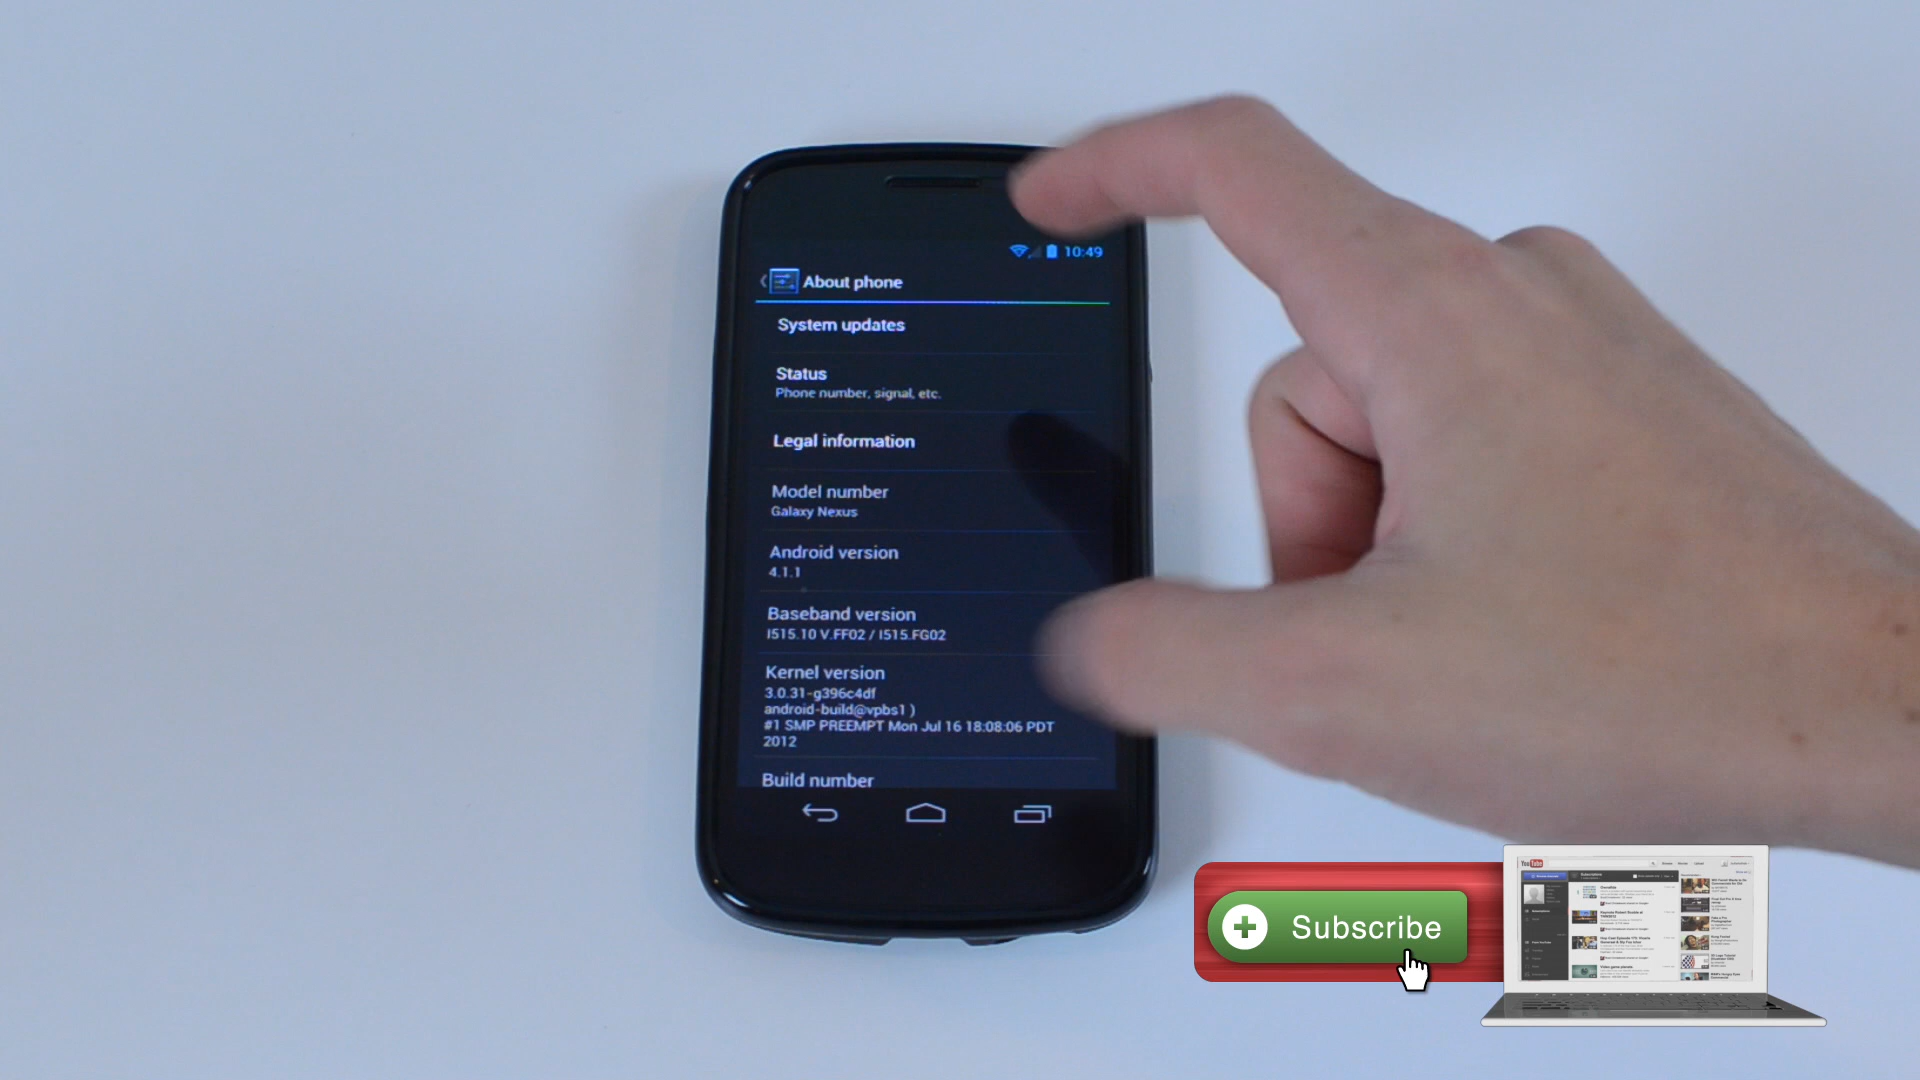 10:49
About phone
System updates
Status
Phone number, signal, etc.
Legal information
Model number
Galaxy Nexus
Android version
4.1.1
Baseband version
I515.10 V.FF02 / I515.FG02
Kernel version
3.0.31-g396c4df
android-build@vpbs1 )
#1 SMP PREEMPT Mon Jul 16 18:08:06 PDT
2012
Build number
Subscribe
YouTube